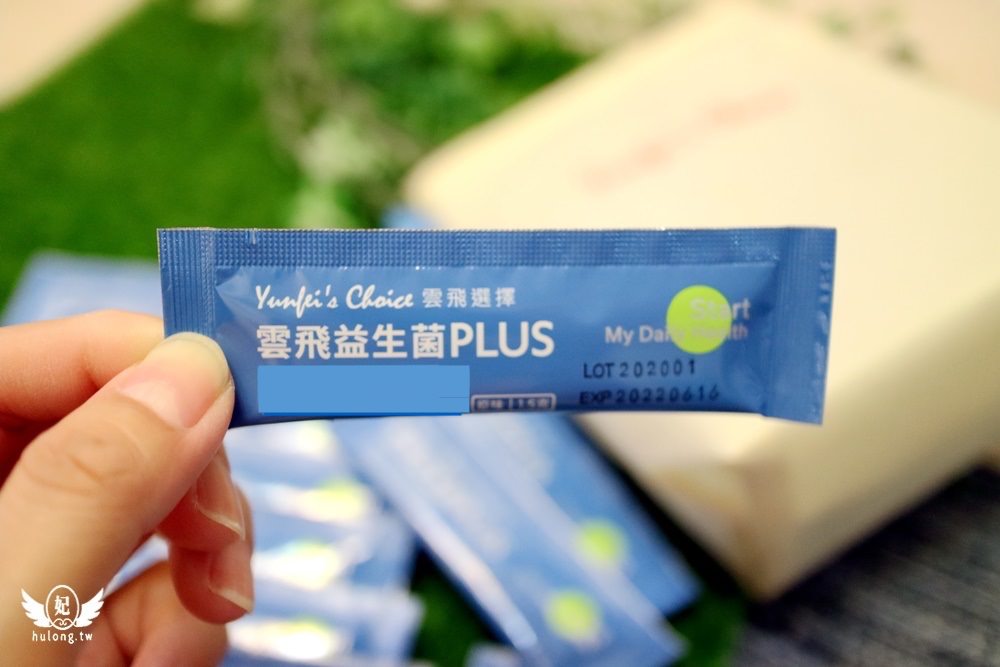 Yunfei's Choice 雲飛選擇
雲飛益生菌PLUS
Start
My Daily Health
LOT 202001
EXP 20220616
妃
hulong.tw